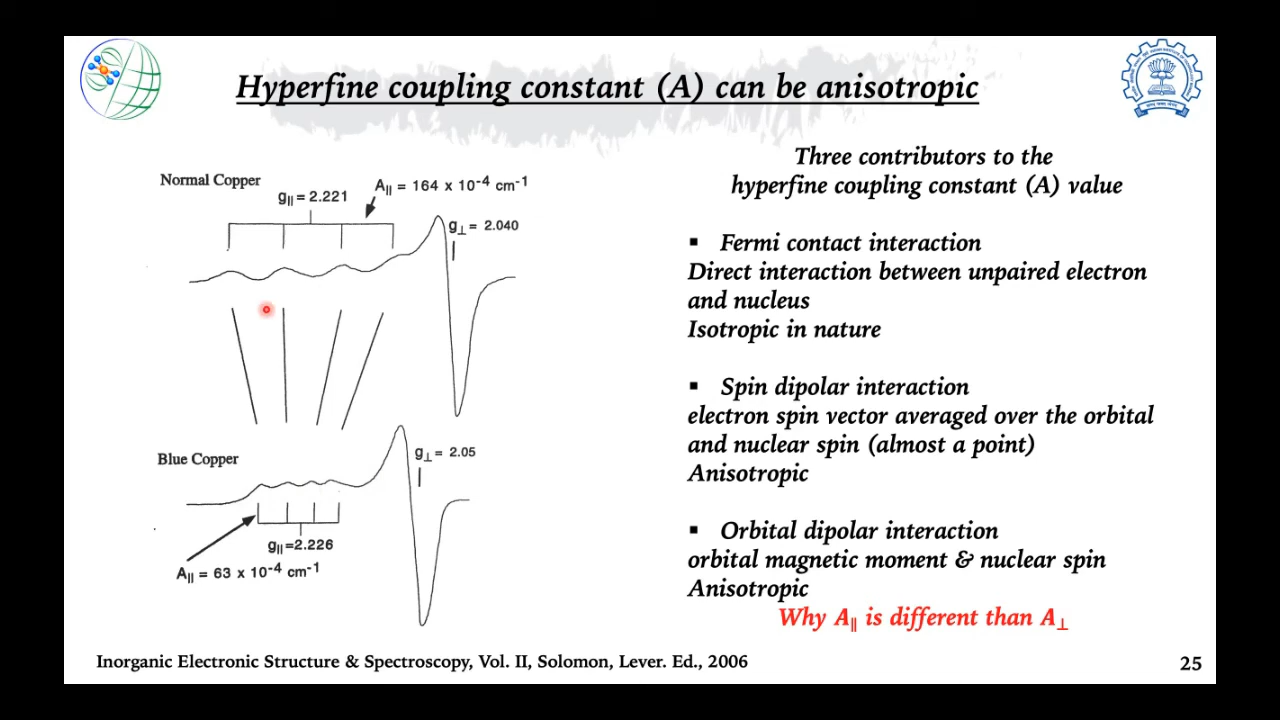 Hyperfine coupling constant (A) can be anisotropic
Normal Copper
g|| = 2.221
A|| = 164 x 10⁻⁴ cm⁻¹
g⊥ = 2.040
Blue Copper
g⊥ = 2.05
g|| =2.226
A|| = 63 x 10⁻⁴ cm⁻¹
Three contributors to the
hyperfine coupling constant (A) value
▪ Fermi contact interaction
Direct interaction between unpaired electron
and nucleus
Isotropic in nature
▪ Spin dipolar interaction
electron spin vector averaged over the orbital
and nuclear spin (almost a point)
Anisotropic
▪ Orbital dipolar interaction
orbital magnetic moment & nuclear spin
Anisotropic
Why A∥ is different than A⊥
Inorganic Electronic Structure & Spectroscopy, Vol. II, Solomon, Lever. Ed., 2006
25